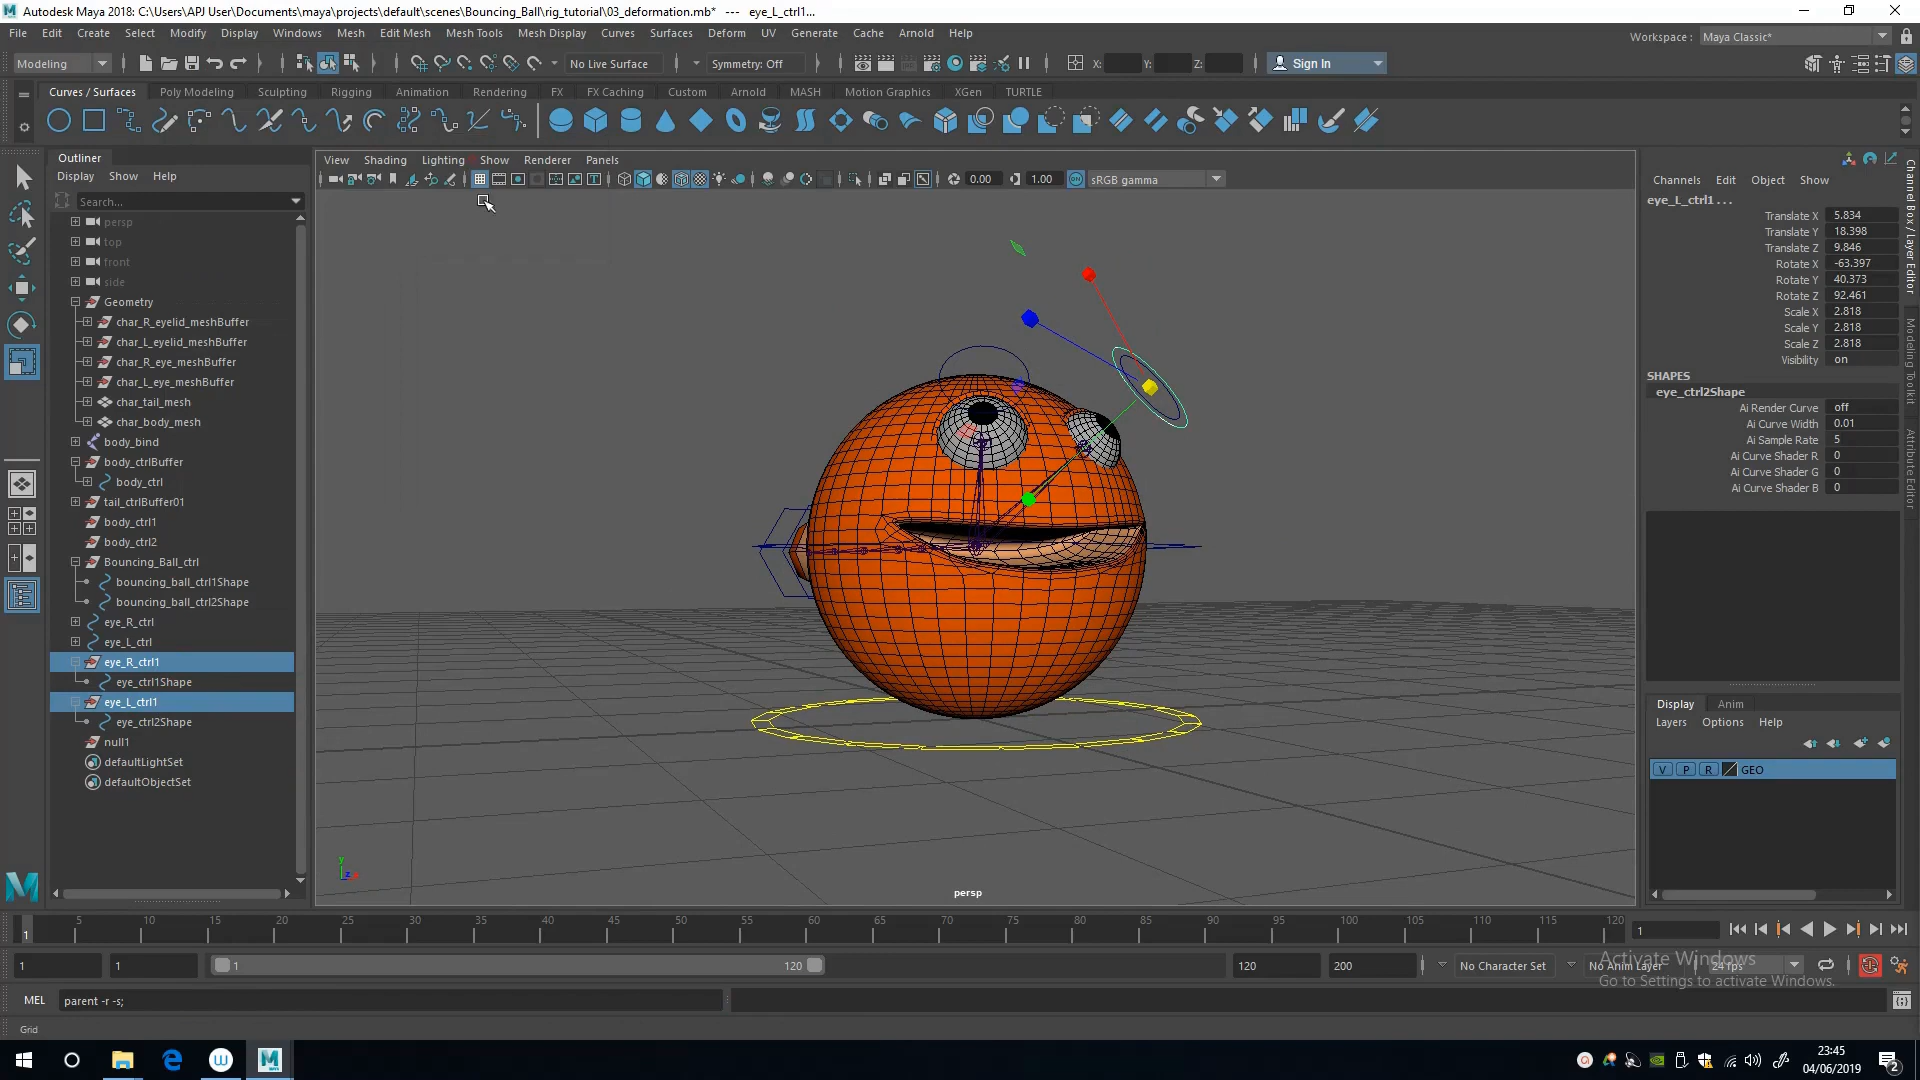 Autodesk Maya 2018: C:\Users\APJ User\Documents\maya\projects\default\scenes\Bouncing_Ball\rig_tutorial\03_deformation.mb* --- eye_L_ctrl1...
File Edit Create Select Modify Display Windows Mesh Edit Mesh Mesh Tools Mesh Display Curves Surfaces Deform UV Generate Cache Arnold Help
Workspace : Maya Classic*
Modeling No Live Surface Symmetry: Off X: Y: Z: Sign In
Curves / Surfaces Poly Modeling Sculpting Rigging Animation Rendering FX FX Caching Custom Arnold MASH Motion Graphics XGen TURTLE
Outliner
Display Show Help
Search...
persp
top
front
side
Geometry
char_R_eyelid_meshBuffer
char_L_eyelid_meshBuffer
char_R_eye_meshBuffer
char_L_eye_meshBuffer
char_tail_mesh
char_body_mesh
body_bind
body_ctrlBuffer
body_ctrl
tail_ctrlBuffer01
body_ctrl1
body_ctrl2
Bouncing_Ball_ctrl
bouncing_ball_ctrl1Shape
bouncing_ball_ctrl2Shape
eye_R_ctrl
eye_L_ctrl
eye_R_ctrl1
eye_ctrl1Shape
eye_L_ctrl1
eye_ctrl2Shape
null1
defaultLightSet
defaultObjectSet
View Shading Lighting Show Renderer Panels
0.00 1.00 ON sRGB gamma
persp
y
z
x
Channels Edit Object Show
eye_L_ctrl1 . . .
Translate X 5.834
Translate Y 18.398
Translate Z 9.846
Rotate X -63.397
Rotate Y 40.373
Rotate Z 92.461
Scale X 2.818
Scale Y 2.818
Scale Z 2.818
Visibility on
SHAPES
eye_ctrl2Shape
Ai Render Curve off
Ai Curve Width 0.01
Ai Sample Rate 5
Ai Curve Shader R 0
Ai Curve Shader G 0
Ai Curve Shader B 0
Display Anim
Layers Options Help
V P R GEO
Channel Box / Layer Editor
Modeling Toolkit
Attribute Editor
1 5 10 15 20 25 30 35 40 45 50 55 60 65 70 75 80 85 90 95 100 105 110 115 120
1
1 1 1 120 120 200 No Character Set No Anim Layer 24 fps
Activate Windows
Go to Settings to activate Windows.
MEL parent -r -s;
Grid
23:45
04/06/2019
2